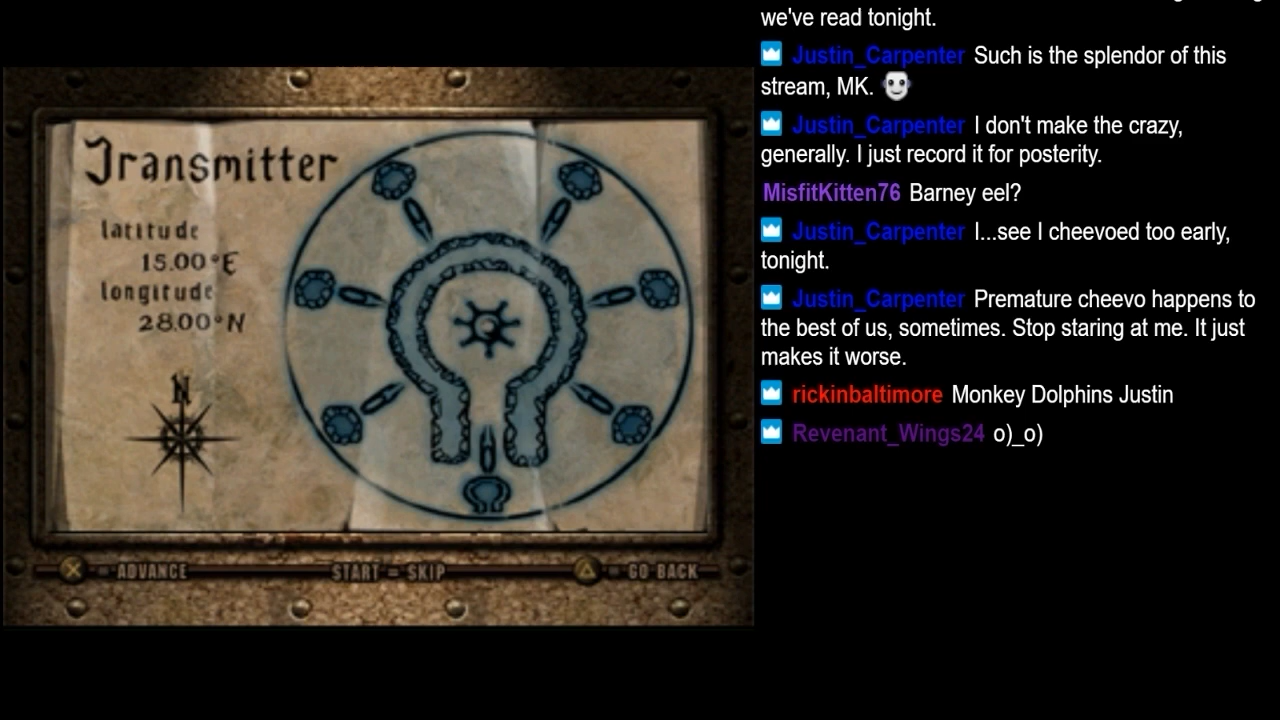 Transmitter
latitude
15.00°E
longitude
28.00°N
N
= ADVANCE
START = SKIP
= GO BACK
we've read tonight.
Justin_Carpenter Such is the splendor of this
stream, MK.
Justin_Carpenter I don't make the crazy,
generally. I just record it for posterity.
MisfitKitten76 Barney eel?
Justin_Carpenter I...see I cheevoed too early,
tonight.
Justin_Carpenter Premature cheevo happens to
the best of us, sometimes. Stop staring at me. It just
makes it worse.
rickinbaltimore Monkey Dolphins Justin
Revenant_Wings24 o)_o)